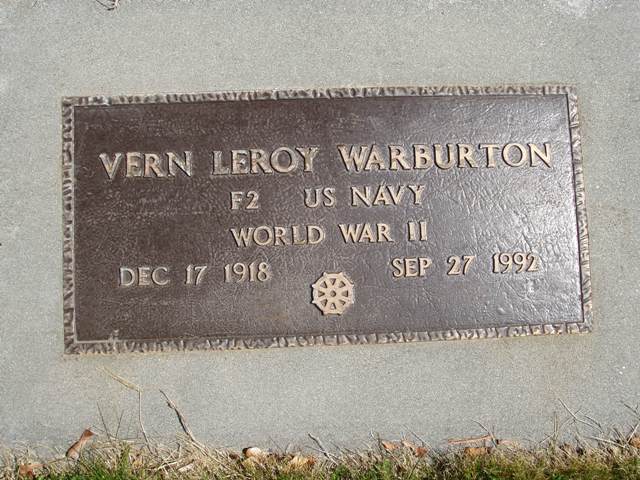 VERN LEROY WARBURTON
F2 US NAVY
WORLD WAR II
DEC 17 1918 SEP 27 1992